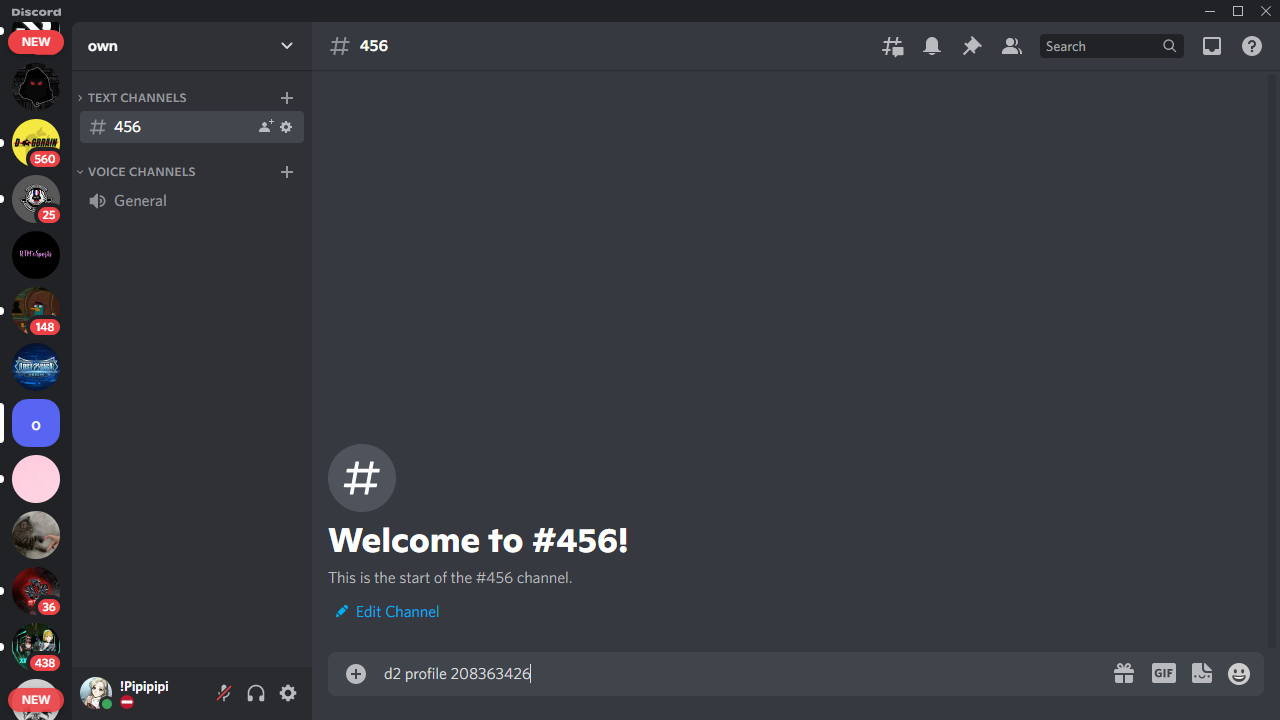 Discord
NEW
own
456
Search
TEXT CHANNELS
456
VOICE CHANNELS
General
560
25
148
o
36
438
NEW
Welcome to #456!
This is the start of the #456 channel.
Edit Channel
d2 profile 208363426
GIF
!Pipipipi